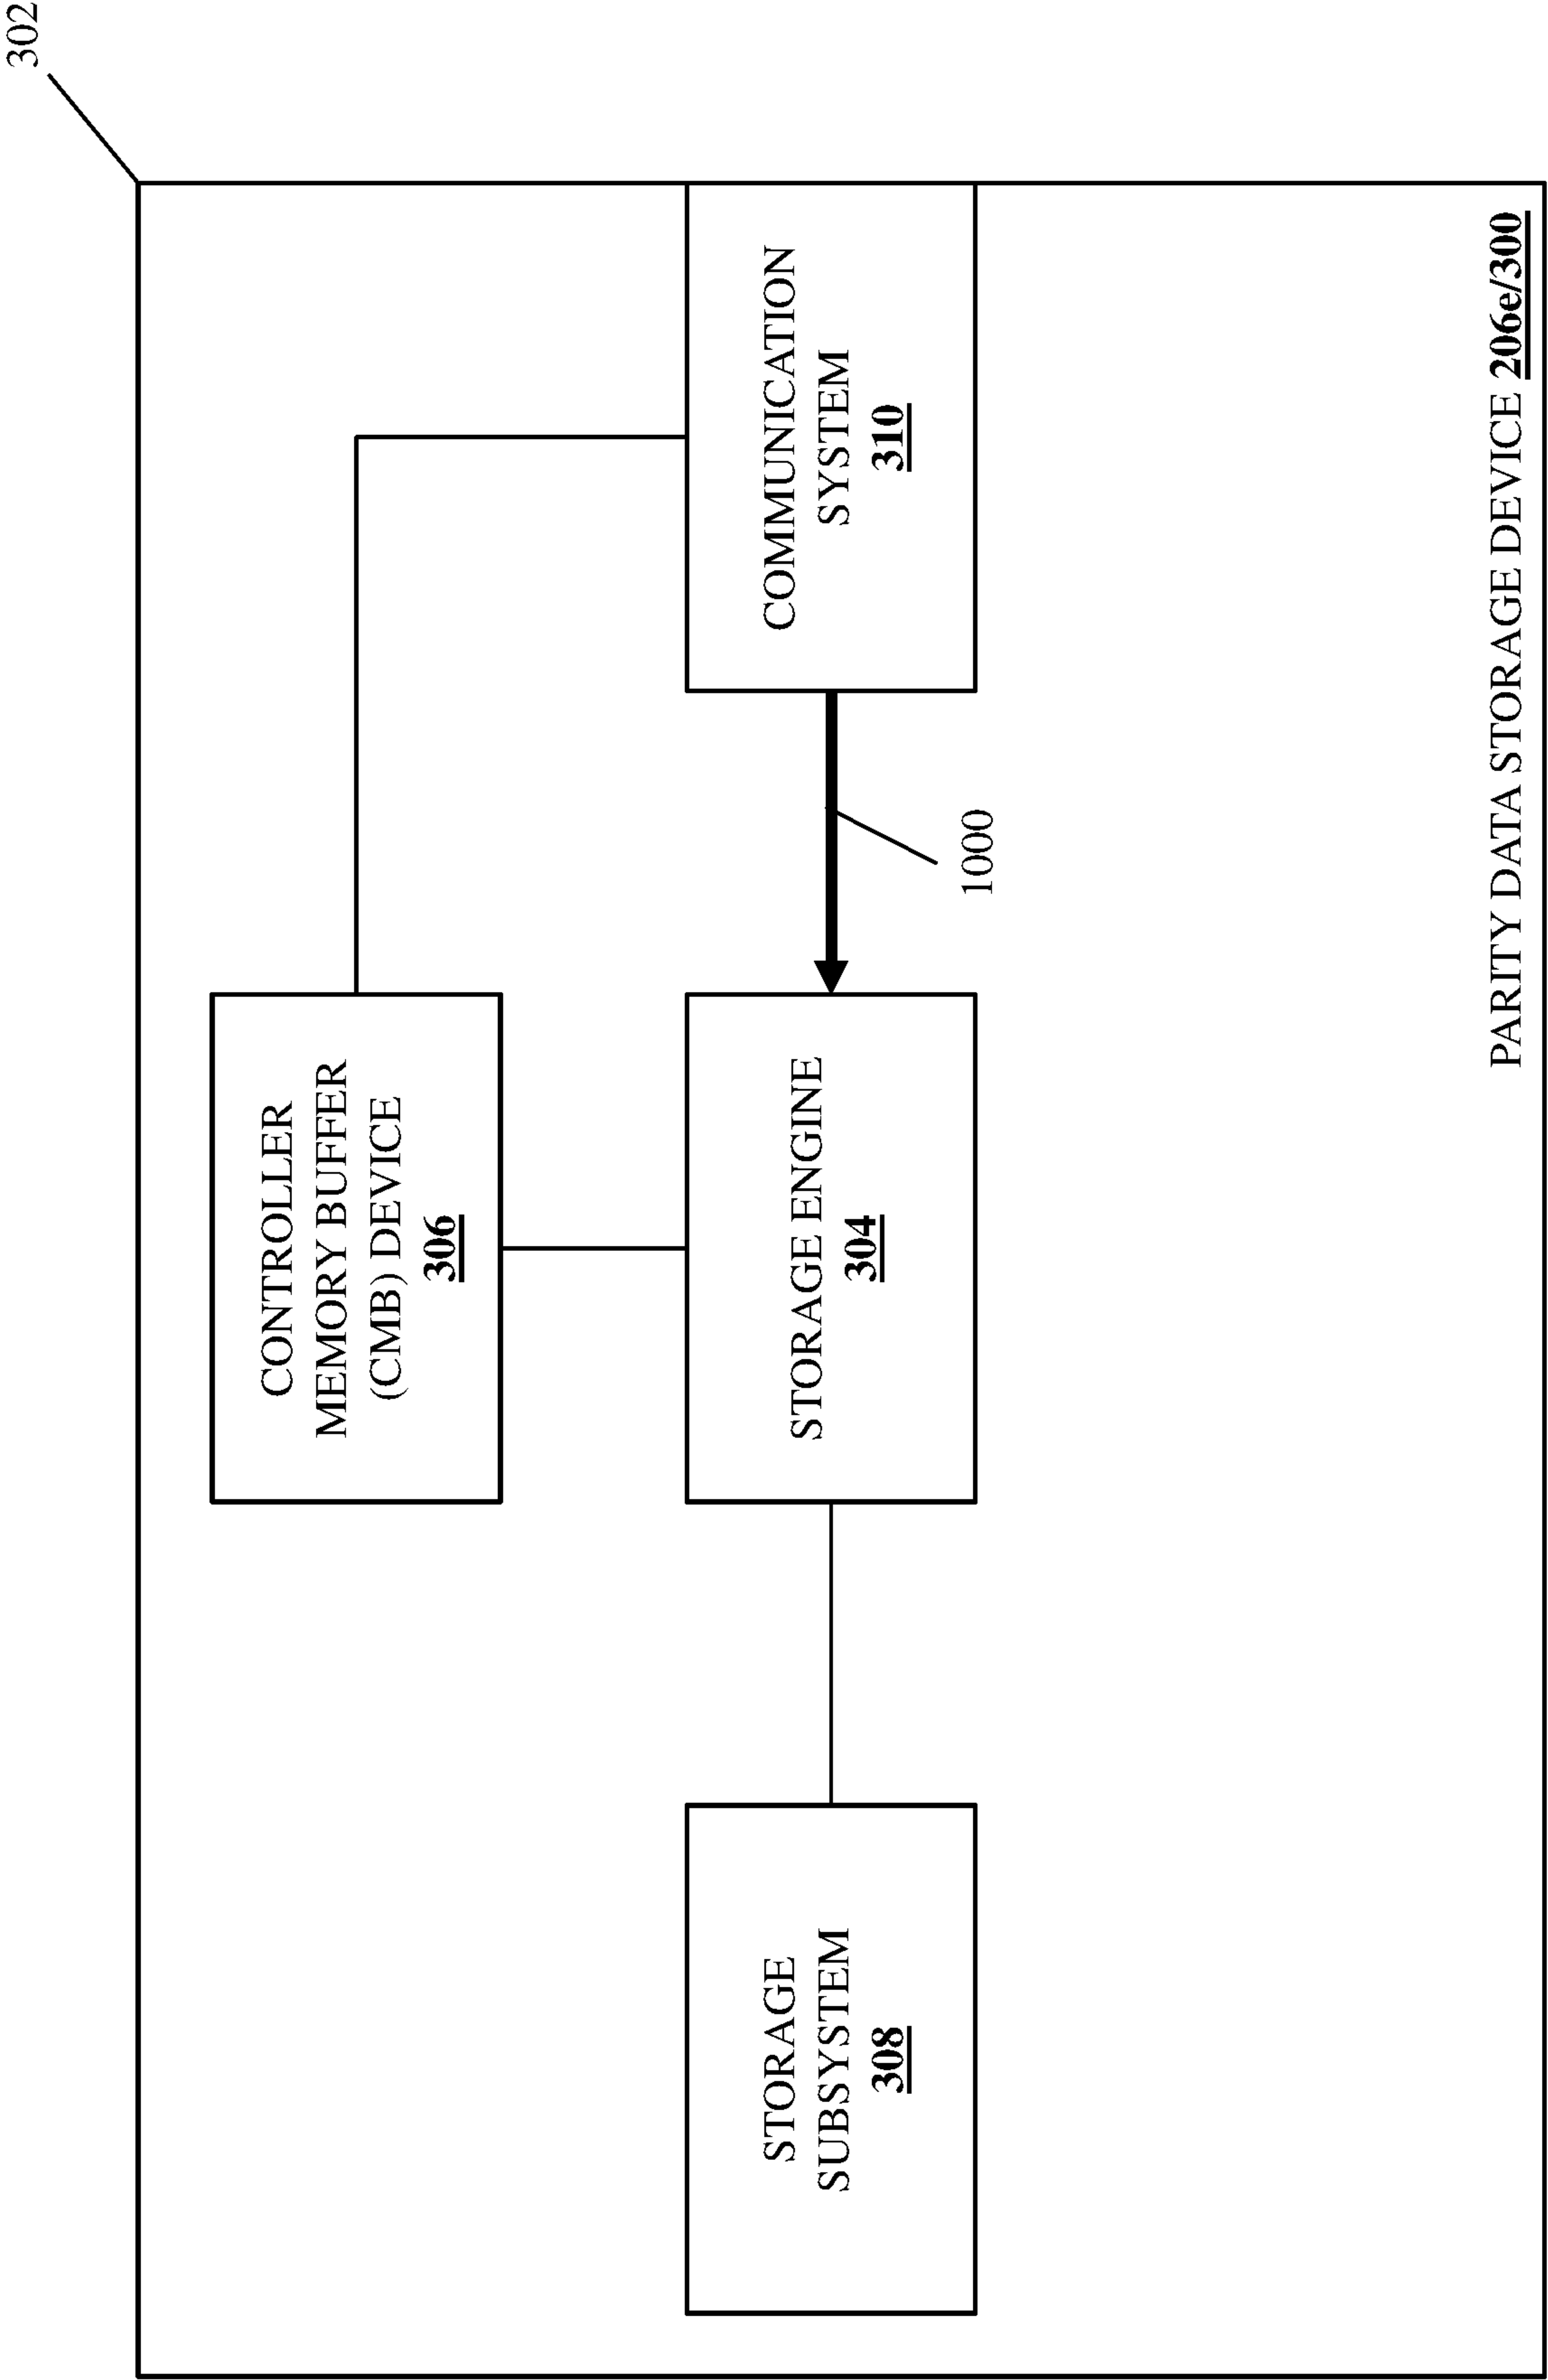 302
CONTROLLER
MEMORY BUFFER
(CMB) DEVICE
306
STORAGE
SUBSYSTEM
308
STORAGE ENGINE
304
COMMUNICATION
SYSTEM
310
1000
PARITY DATA STORAGE DEVICE 206e/300